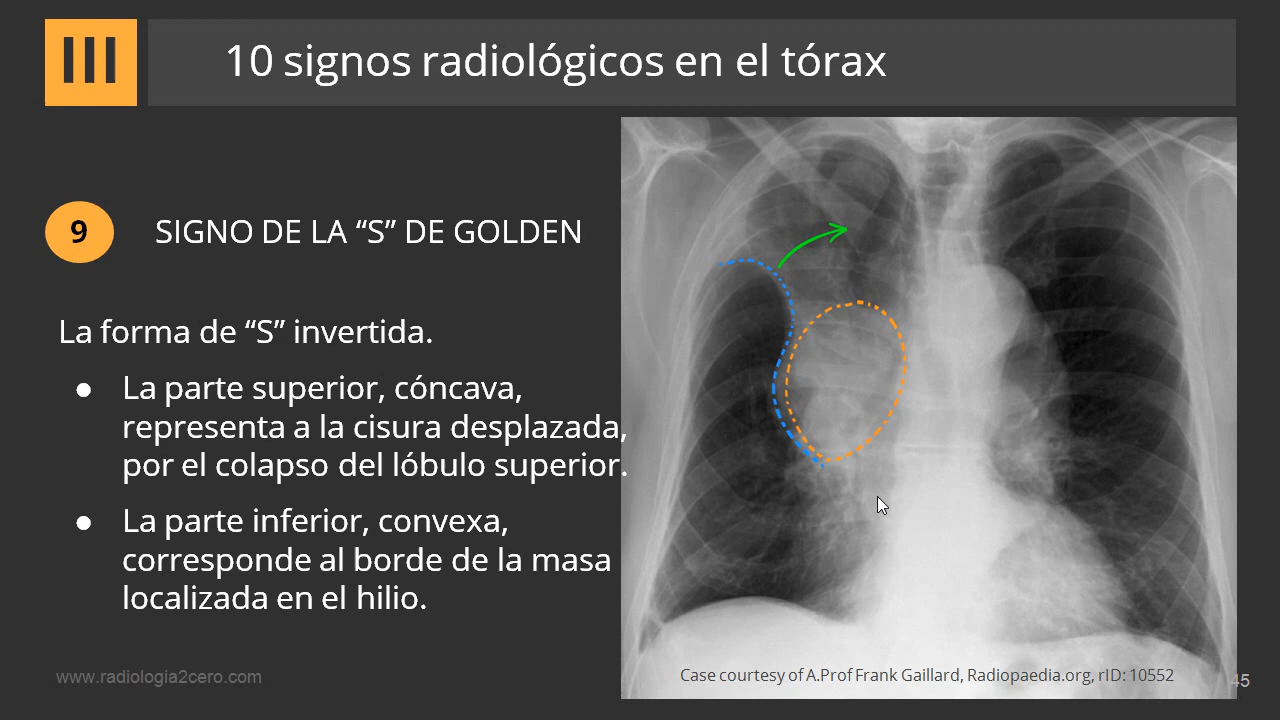 III
10 signos radiológicos en el tórax
9
SIGNO DE LA “S” DE GOLDEN
La forma de “S” invertida.
● La parte superior, cóncava,
representa a la cisura desplazada,
por el colapso del lóbulo superior.
● La parte inferior, convexa,
corresponde al borde de la masa
localizada en el hilio.
www.radiologia2cero.com
Case courtesy of A.Prof Frank Gaillard, Radiopaedia.org, rID: 10552
45